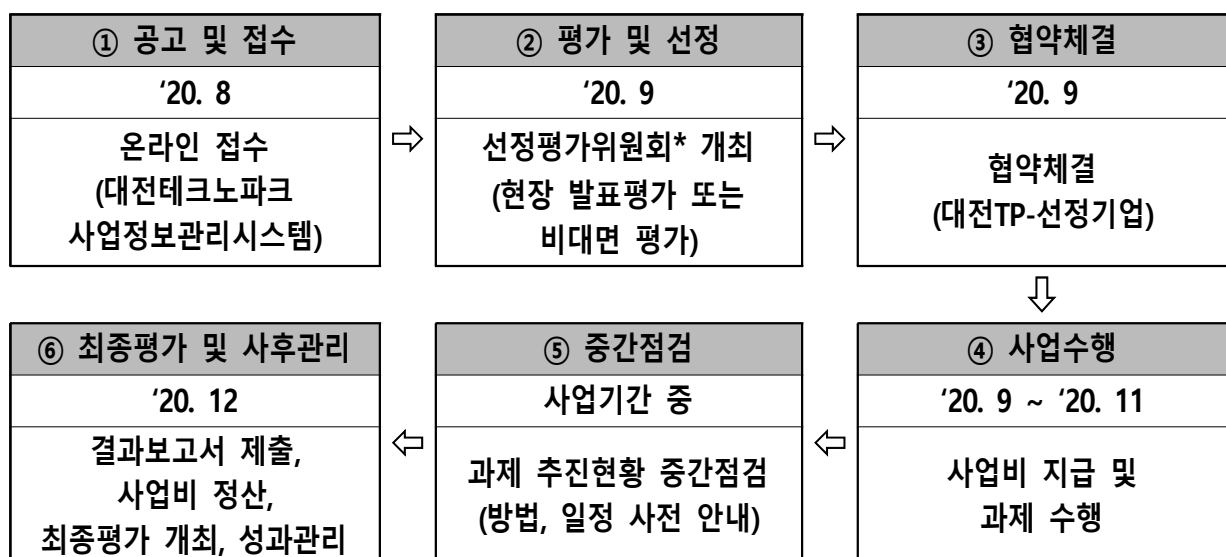 ① 공고 및 접수
‘20. 8
온라인 접수
(대전테크노파크
사업정보관리시스템)
② 평가 및 선정
‘20. 9
선정평가위원회* 개최
(현장 발표평가 또는
비대면 평가)
③ 협약체결
‘20. 9
협약체결
(대전TP-선정기업)
④ 사업수행
‘20. 9 ~ ‘20. 11
사업비 지급 및
과제 수행
⑤ 중간점검
사업기간 중
과제 추진현황 중간점검
(방법, 일정 사전 안내)
⑥ 최종평가 및 사후관리
‘20. 12
결과보고서 제출,
사업비 정산,
최종평가 개최, 성과관리